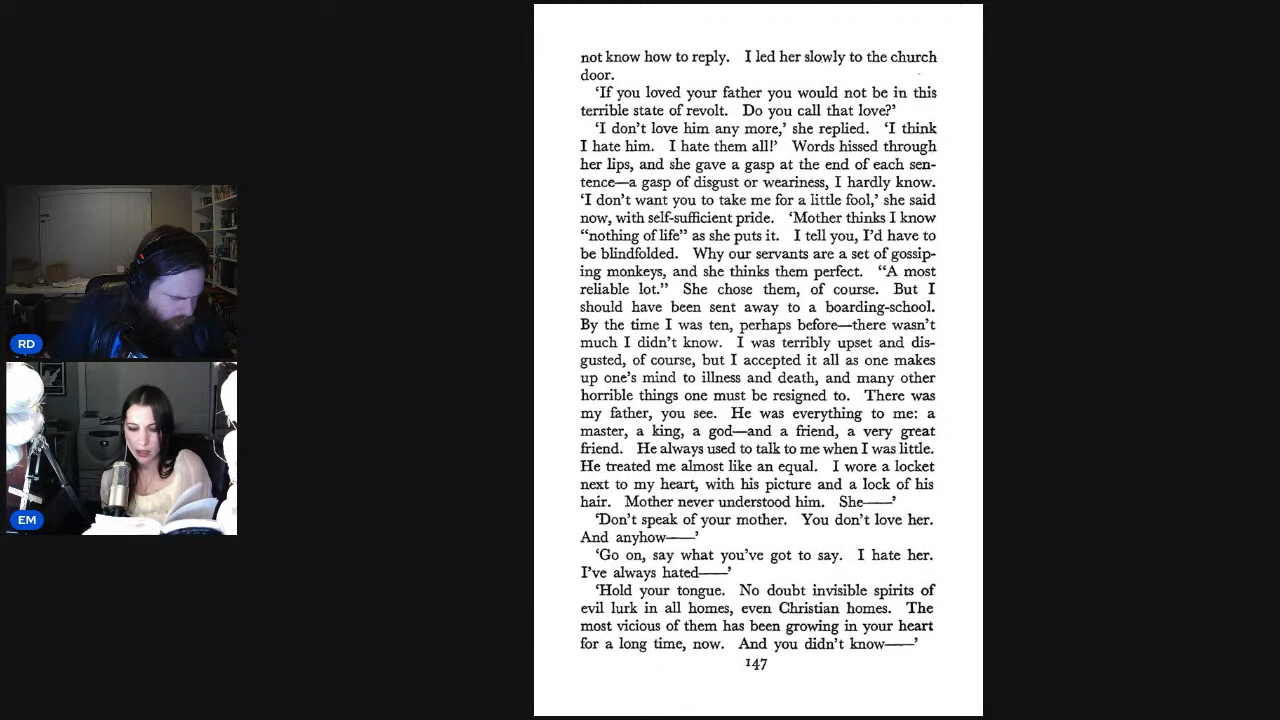 not know how to reply. I led her slowly to the church
door.
‘If you loved your father you would not be in this
terrible state of revolt. Do you call that love?’
‘I don’t love him any more,’ she replied. ‘I think
I hate him. I hate them all!’ Words hissed through
her lips, and she gave a gasp at the end of each sen-
tence—a gasp of disgust or weariness, I hardly know.
‘I don’t want you to take me for a little fool,’ she said
now, with self-sufficient pride. ‘Mother thinks I know
“nothing of life” as she puts it. I tell you, I’d have to
be blindfolded. Why our servants are a set of gossip-
ing monkeys, and she thinks them perfect. “A most
reliable lot.” She chose them, of course. But I
should have been sent away to a boarding-school.
By the time I was ten, perhaps before—there wasn’t
much I didn’t know. I was terribly upset and dis-
gusted, of course, but I accepted it all as one makes
up one’s mind to illness and death, and many other
horrible things one must be resigned to. There was
my father, you see. He was everything to me: a
master, a king, a god—and a friend, a very great
friend. He always used to talk to me when I was little.
He treated me almost like an equal. I wore a locket
next to my heart, with his picture and a lock of his
hair. Mother never understood him. She——’
‘Don’t speak of your mother. You don’t love her.
And anyhow——’
‘Go on, say what you’ve got to say. I hate her.
I’ve always hated——’
‘Hold your tongue. No doubt invisible spirits of
evil lurk in all homes, even Christian homes. The
most vicious of them has been growing in your heart
for a long time, now. And you didn’t know——’
147
RD
EM